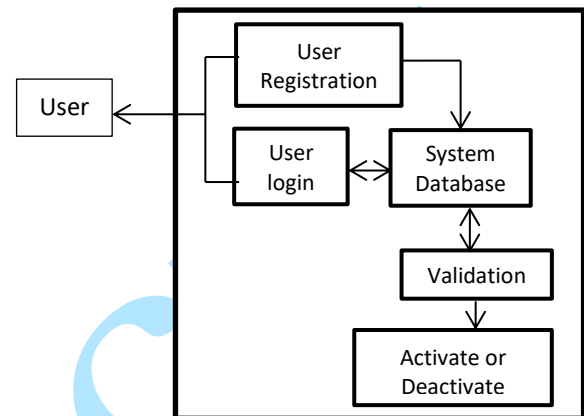 User
User
Registration
User
login
System
Database
Validation
Activate or
Deactivate